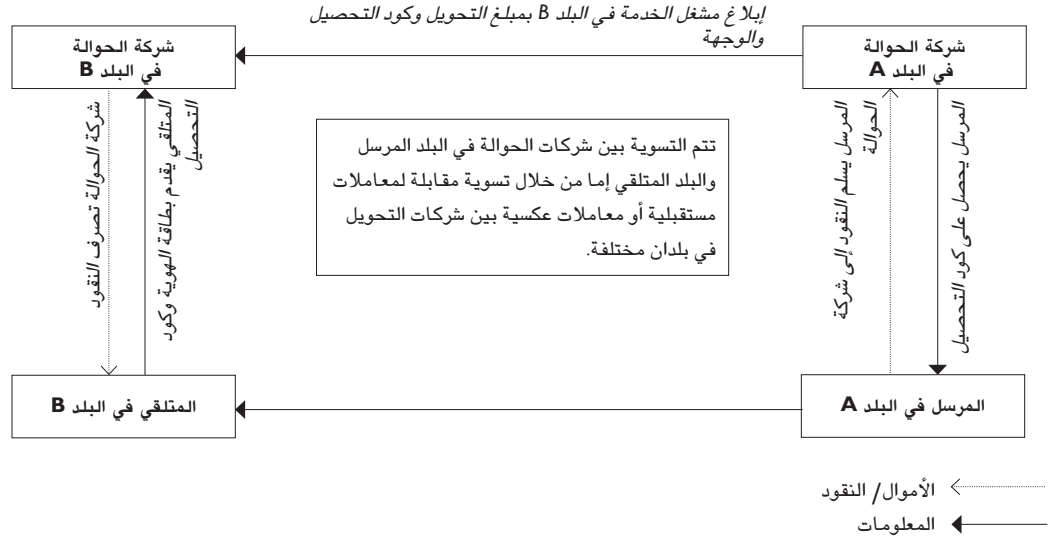 إبلاغ مشغل الخدمة في البلد B بمبلغ التحويل وكود التحصيل
والوجهة
شركة الحوالة
في البلد A
شركة الحوالة
في البلد B
المرسل يحصل على كود التحصيل
المرسل يسلم النقود إلى شركة
الحوالة
تتم التسوية بين شركات الحوالة في البلد المرسل
والبلد المتلقي إما من خلال تسوية مقابلة لمعاملات
مستقبلية أو معاملات عكسية بين شركات التحويل
في بلدان مختلفة.
المتلقي يقدم بطاقة الهوية وكود
التحصيل
شركة الحوالة تصرف النقود
المرسل في البلد A
المتلقي في البلد B
الأموال/ النقود
المعلومات